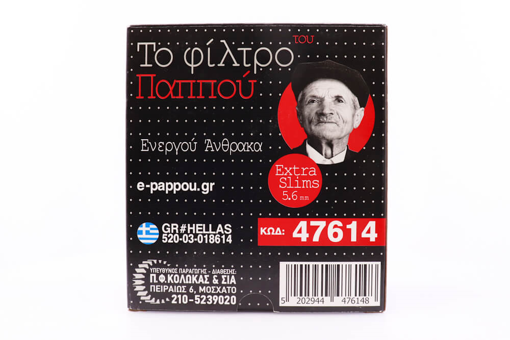 Το φίλτρο του
Παππού
Ενεργού Άνθρακα
Extra
Slims
5.6 mm
e-pappou.gr
GR#HELLAS
520-03-018614
ΚΩΔ: 47614
ΥΠΕΥΘΥΝΟΣ ΠΑΡΑΓΩΓΗΣ - ΔΙΑΘΕΣΗΣ:
Π.Φ.ΚΟΛΩΚΑΣ & ΣΙΑ
ΠΕΙΡΑΙΩΣ 6, ΜΟΣΧΑΤΟ
210-5239020
5 202944 476148